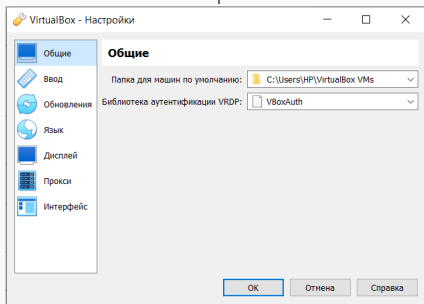 VirtualBox - Настройки
Общие
Ввод
Обновления
Язык
Дисплей
Прокси
Интерфейс
Общие
Папка для машин по умолчанию: C:\Users\HP\VirtualBox VMs
Библиотека аутентификации VRDP: VBoxAuth
ОК Отмена Справка